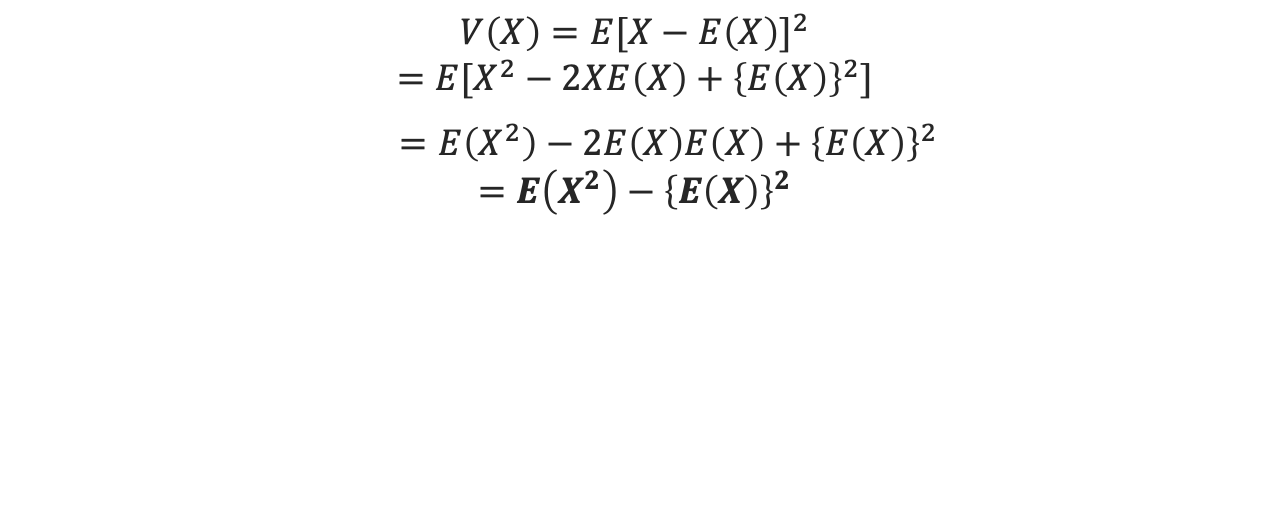 V(X) = E[X − E(X)]²
= E[X² − 2XE(X) + {E(X)}²]
= E(X²) − 2E(X)E(X) + {E(X)}²
= E(X²) − {E(X)}²